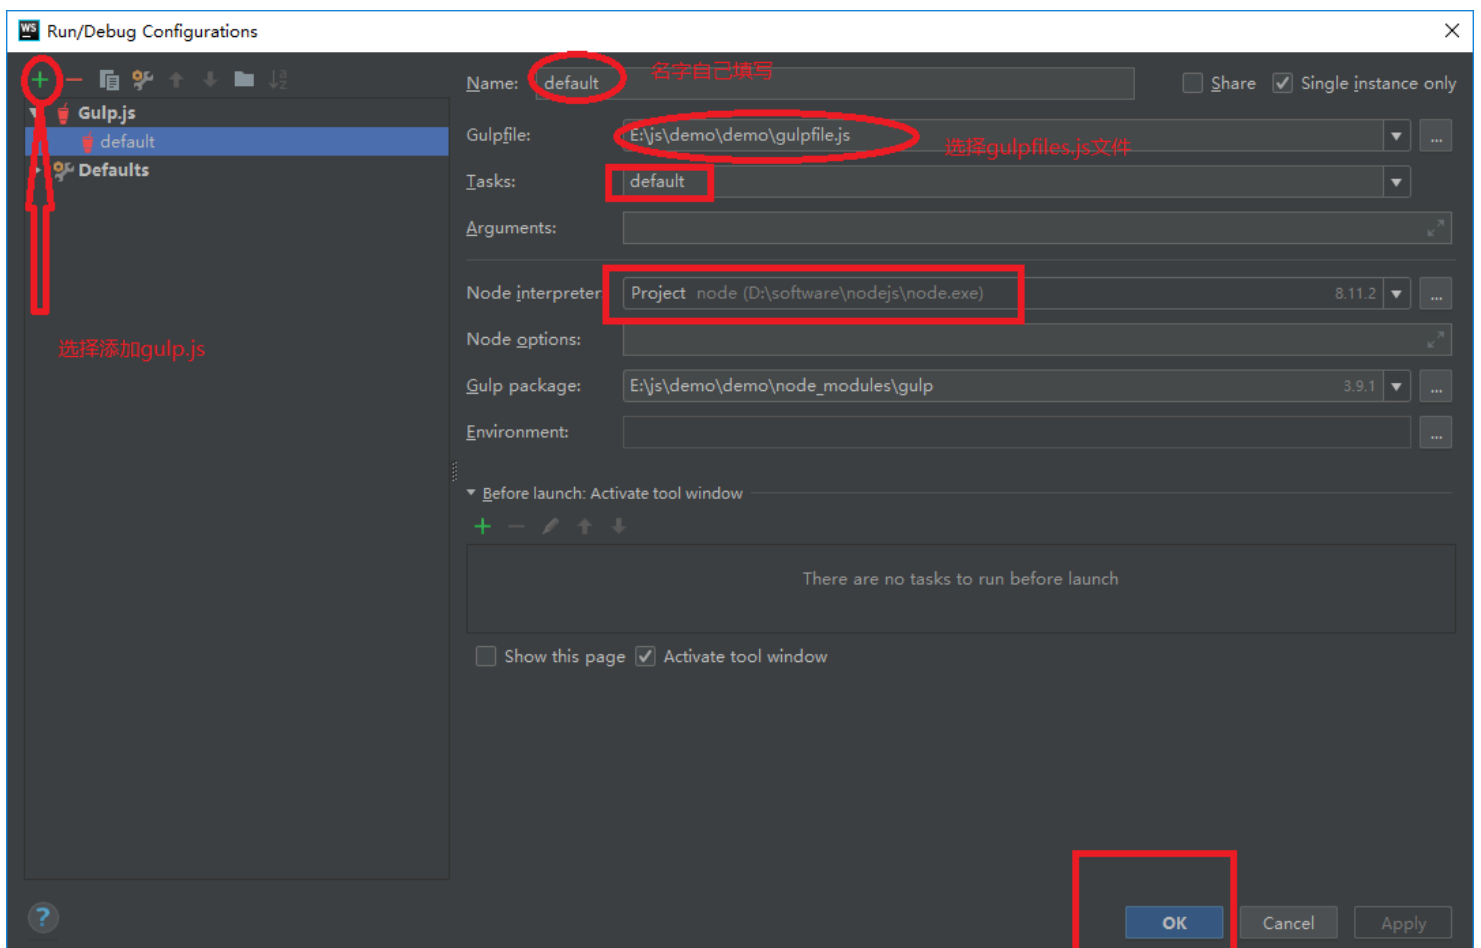 WS Run/Debug Configurations
Name: default 名字自己填写 Share Single instance only
Gulp.js
default
Defaults
选择添加gulp.js
Gulpfile: E:\js\demo\demo\gulpfile.js ...
选择gulpfiles.js文件
Tasks: default
Arguments:
Node interpreter Project node (D:\software\nodejs\node.exe) 8.11.2 ...
Node options:
Gulp package: E:\js\demo\demo\node_modules\gulp 3.9.1 ...
Environment: ...
Before launch: Activate tool window
There are no tasks to run before launch
Show this page Activate tool window
? OK Cancel Apply